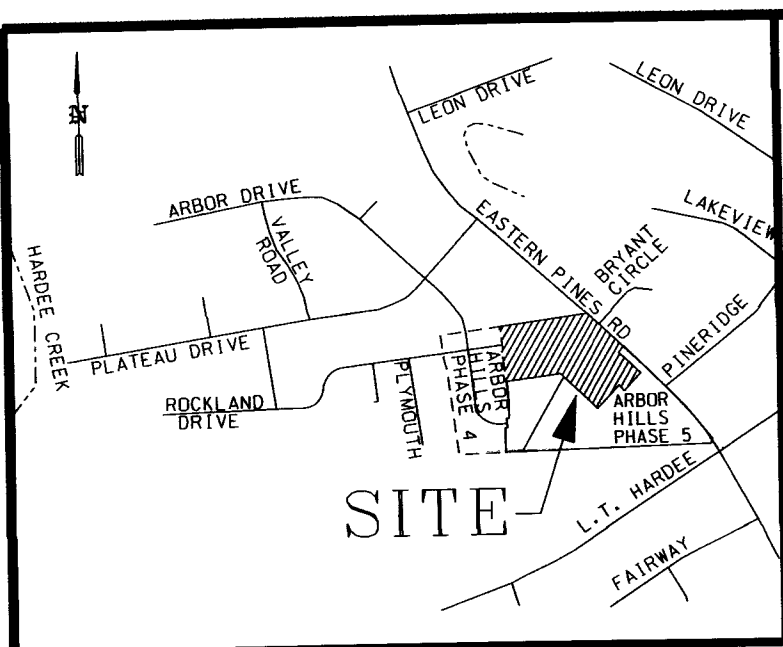 N
LEON DRIVE
LEON DRIVE
ARBOR DRIVE
VALLEY
ROAD
LAKEVIEW
EASTERN PINES RD
BRYANT
CIRCLE
HARDEE CREEK
PLATEAU DRIVE
PINERIDGE
ROCKLAND
DRIVE
PLYMOUTH
ARBOR
HILLS
PHASE 4
ARBOR
HILLS
PHASE 5
SITE
L.T. HARDEE
FAIRWAY